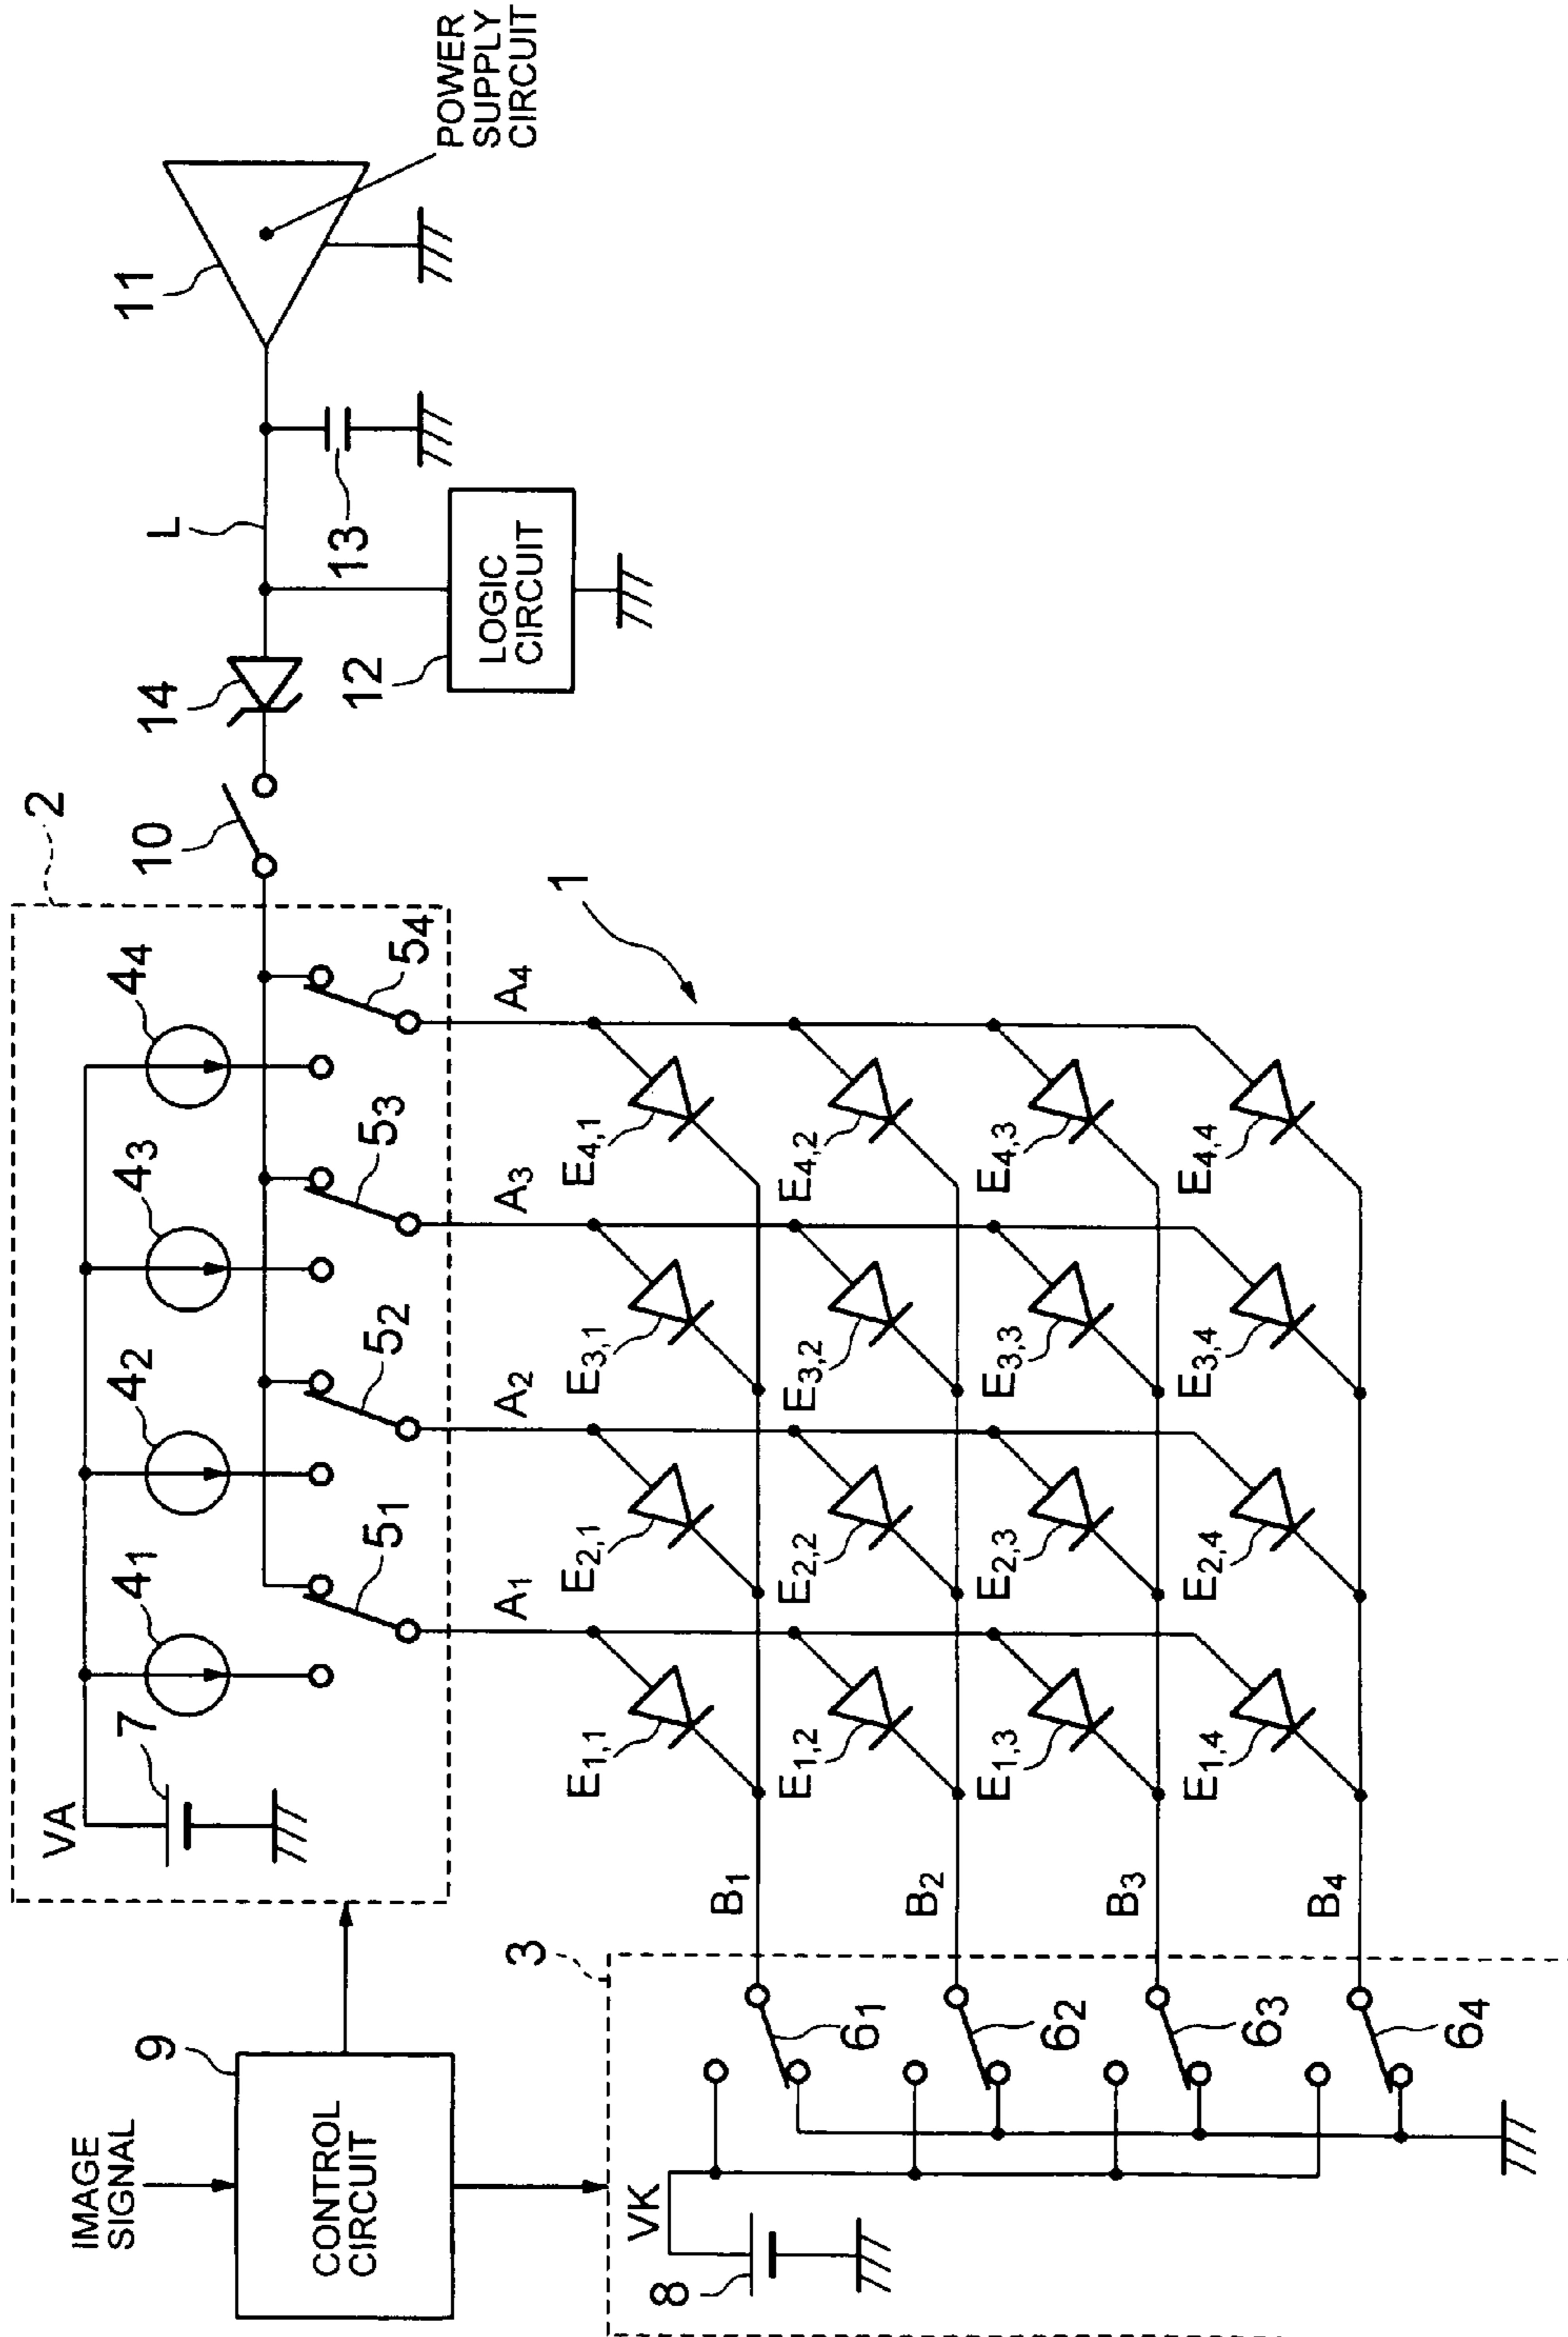 IMAGE
SIGNAL
9
CONTROL
CIRCUIT
2
VA
7
4₁
4₂
4₃
4₄
5₁
5₂
5₃
5₄
10
14
L
11
13
POWER
SUPPLY
CIRCUIT
12
LOGIC
CIRCUIT
1
A₁
A₂
A₃
A₄
3
VK
8
6₁
6₂
6₃
6₄
B₁
B₂
B₃
B₄
E₁,₁
E₂,₁
E₃,₁
E₄,₁
E₁,₂
E₂,₂
E₃,₂
E₄,₂
E₁,₃
E₂,₃
E₃,₃
E₄,₃
E₁,₄
E₂,₄
E₃,₄
E₄,₄